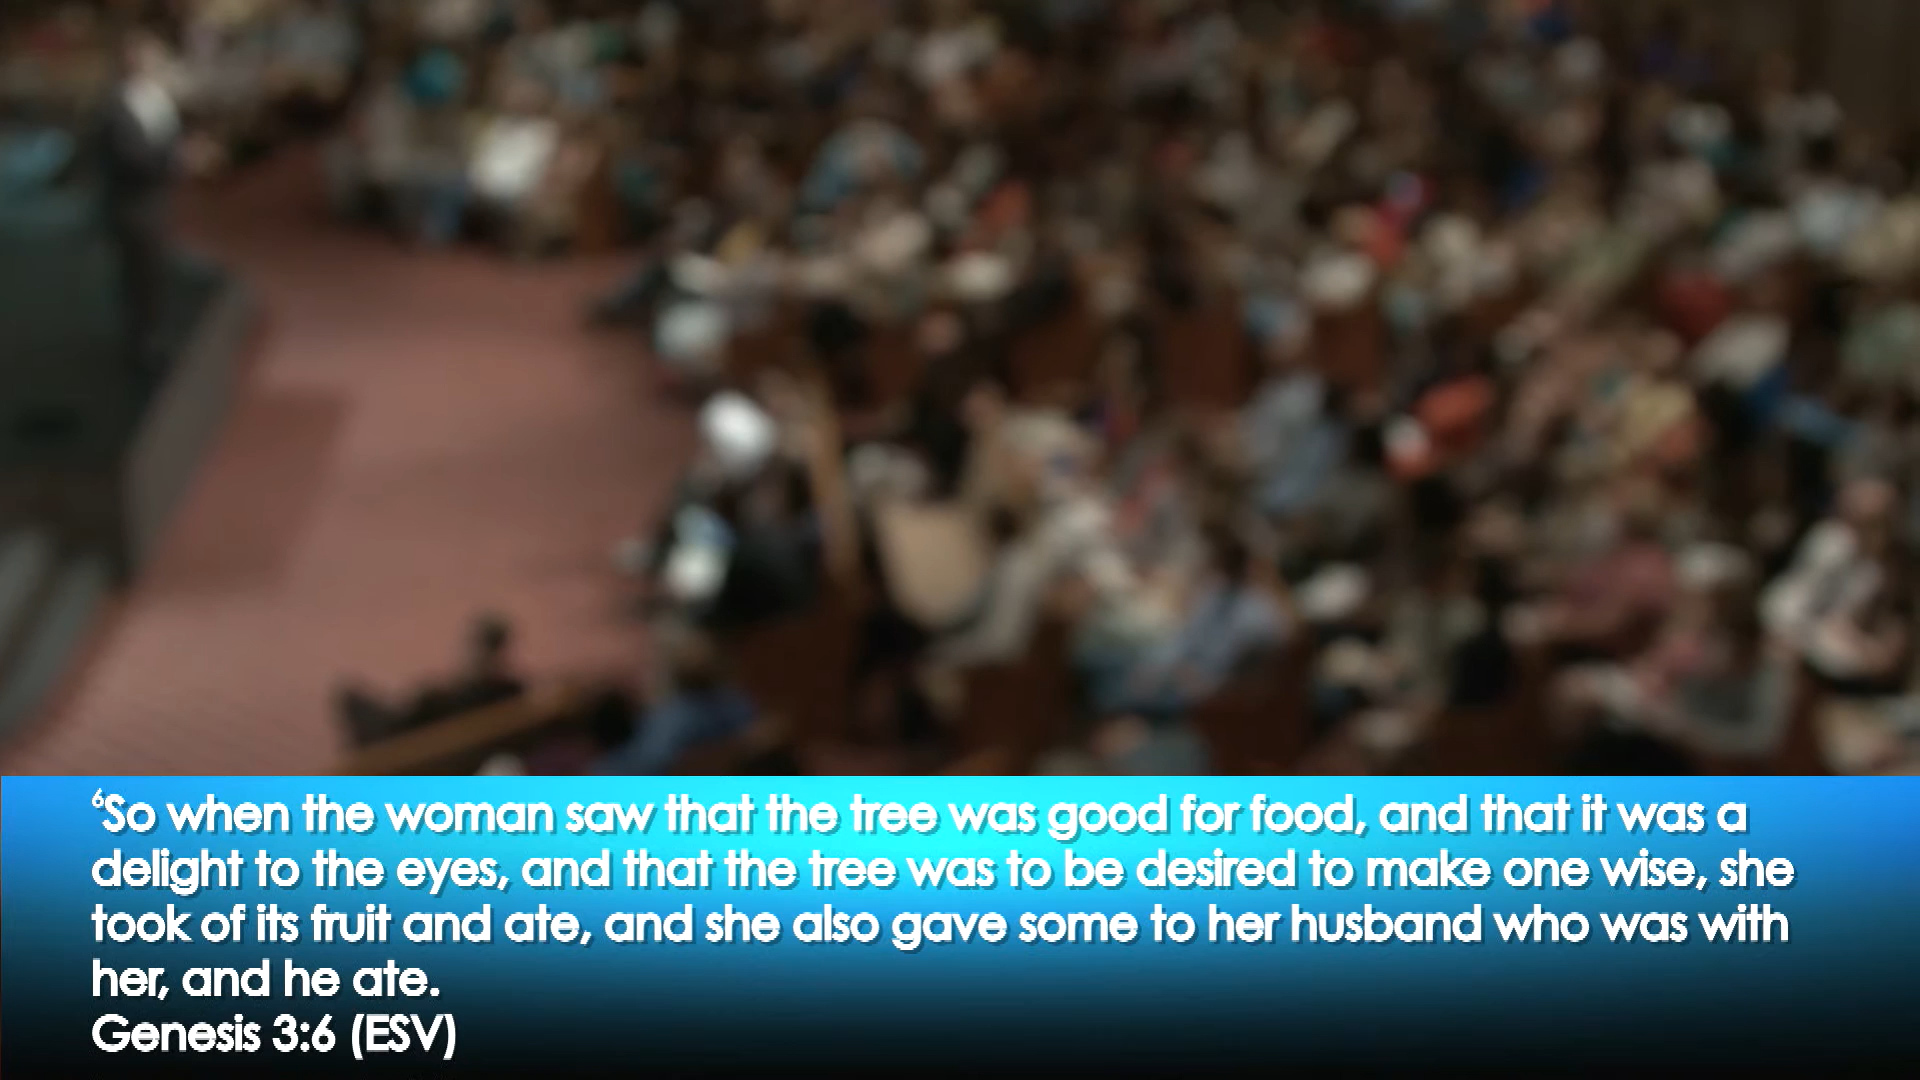 ⁶So when the woman saw that the tree was good for food, and that it was a
delight to the eyes, and that the tree was to be desired to make one wise, she
took of its fruit and ate, and she also gave some to her husband who was with
her, and he ate.
Genesis 3:6 (ESV)